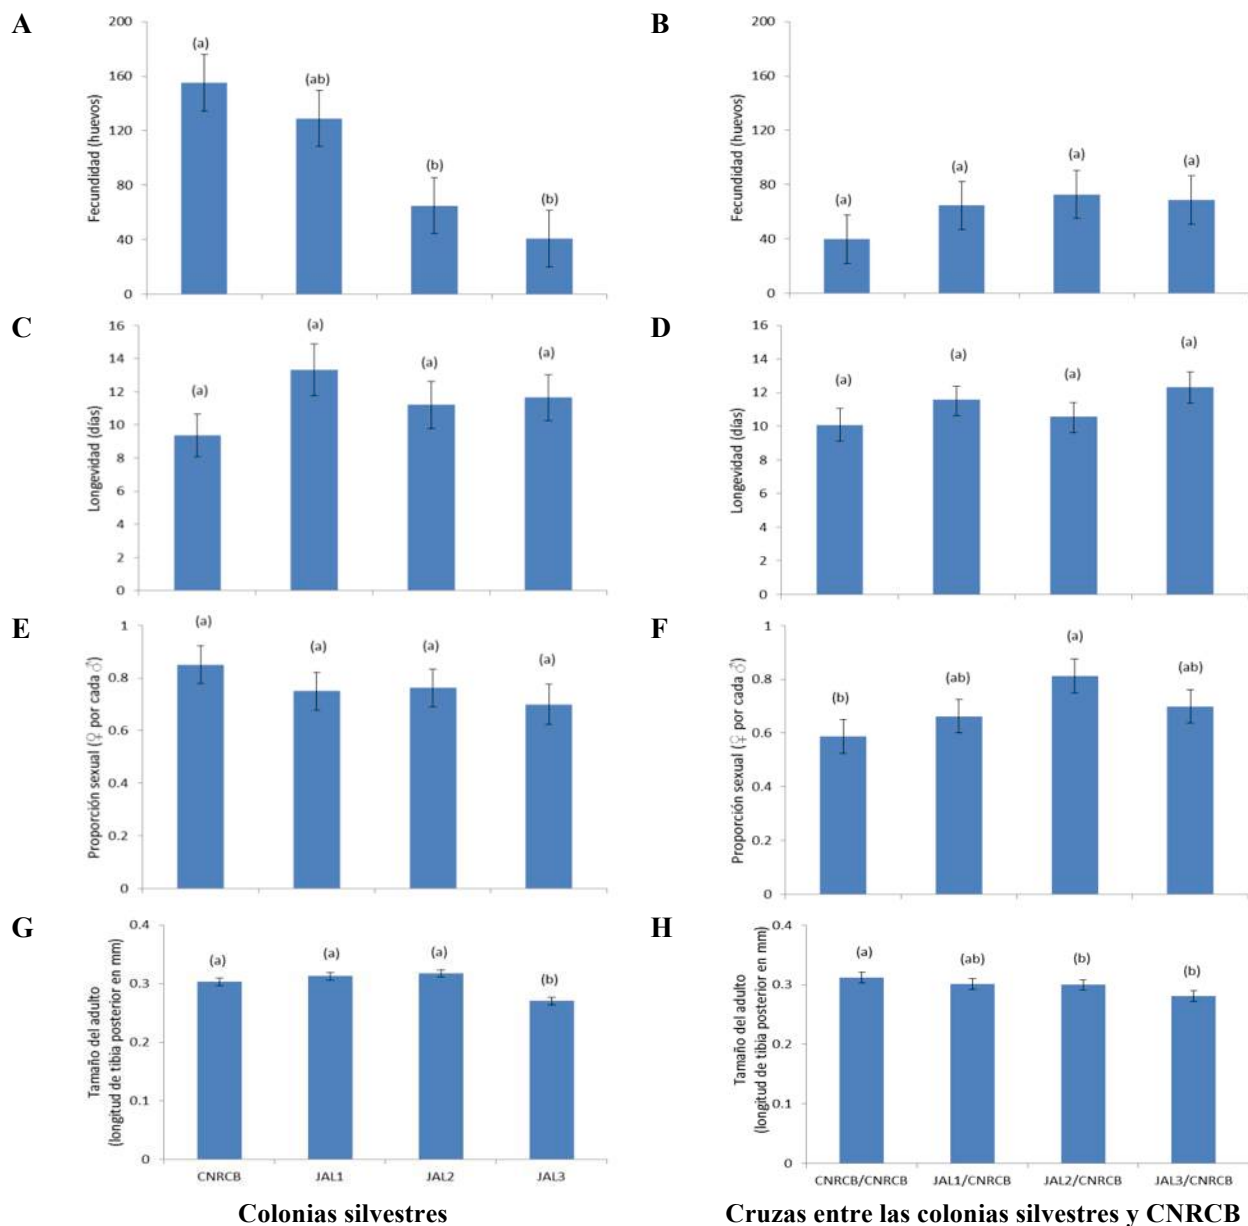 A
Fecundidad (huevos)
200
160
120
80
40
0
(a)
(ab)
(b)
(b)
B
Fecundidad (huevos)
200
160
120
80
40
0
(a)
(a)
(a)
(a)
C
Longevidad (días)
16
14
12
10
8
6
4
2
0
(a)
(a)
(a)
(a)
D
Longevidad (días)
16
14
12
10
8
6
4
2
0
(a)
(a)
(a)
(a)
E
Proporción sexual (♀ por cada ♂)
1
0.8
0.6
0.4
0.2
0
(a)
(a)
(a)
(a)
F
Proporción sexual (♀ por cada ♂)
1
0.8
0.6
0.4
0.2
0
(b)
(ab)
(a)
(ab)
G
Tamaño del adulto
(longitud de tibia posterior en mm)
0.4
0.3
0.2
0.1
0
(a)
(a)
(a)
(b)
CNRCB JAL1 JAL2 JAL3
Colonias silvestres
H
Tamaño del adulto
(longitud de tibia posterior en mm)
0.4
0.3
0.2
0.1
0
(a)
(ab)
(b)
(b)
CNRCB/CNRCB JAL1/CNRCB JAL2/CNRCB JAL3/CNRCB
Cruzas entre las colonias silvestres y CNRCB